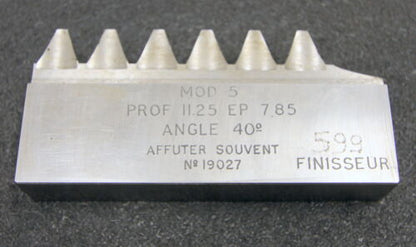 MOD 5
PROF 11.25 EP 7.85
ANGLE 40º
AFFUTER SOUVENT
Nº 19027
599
FINISSEUR